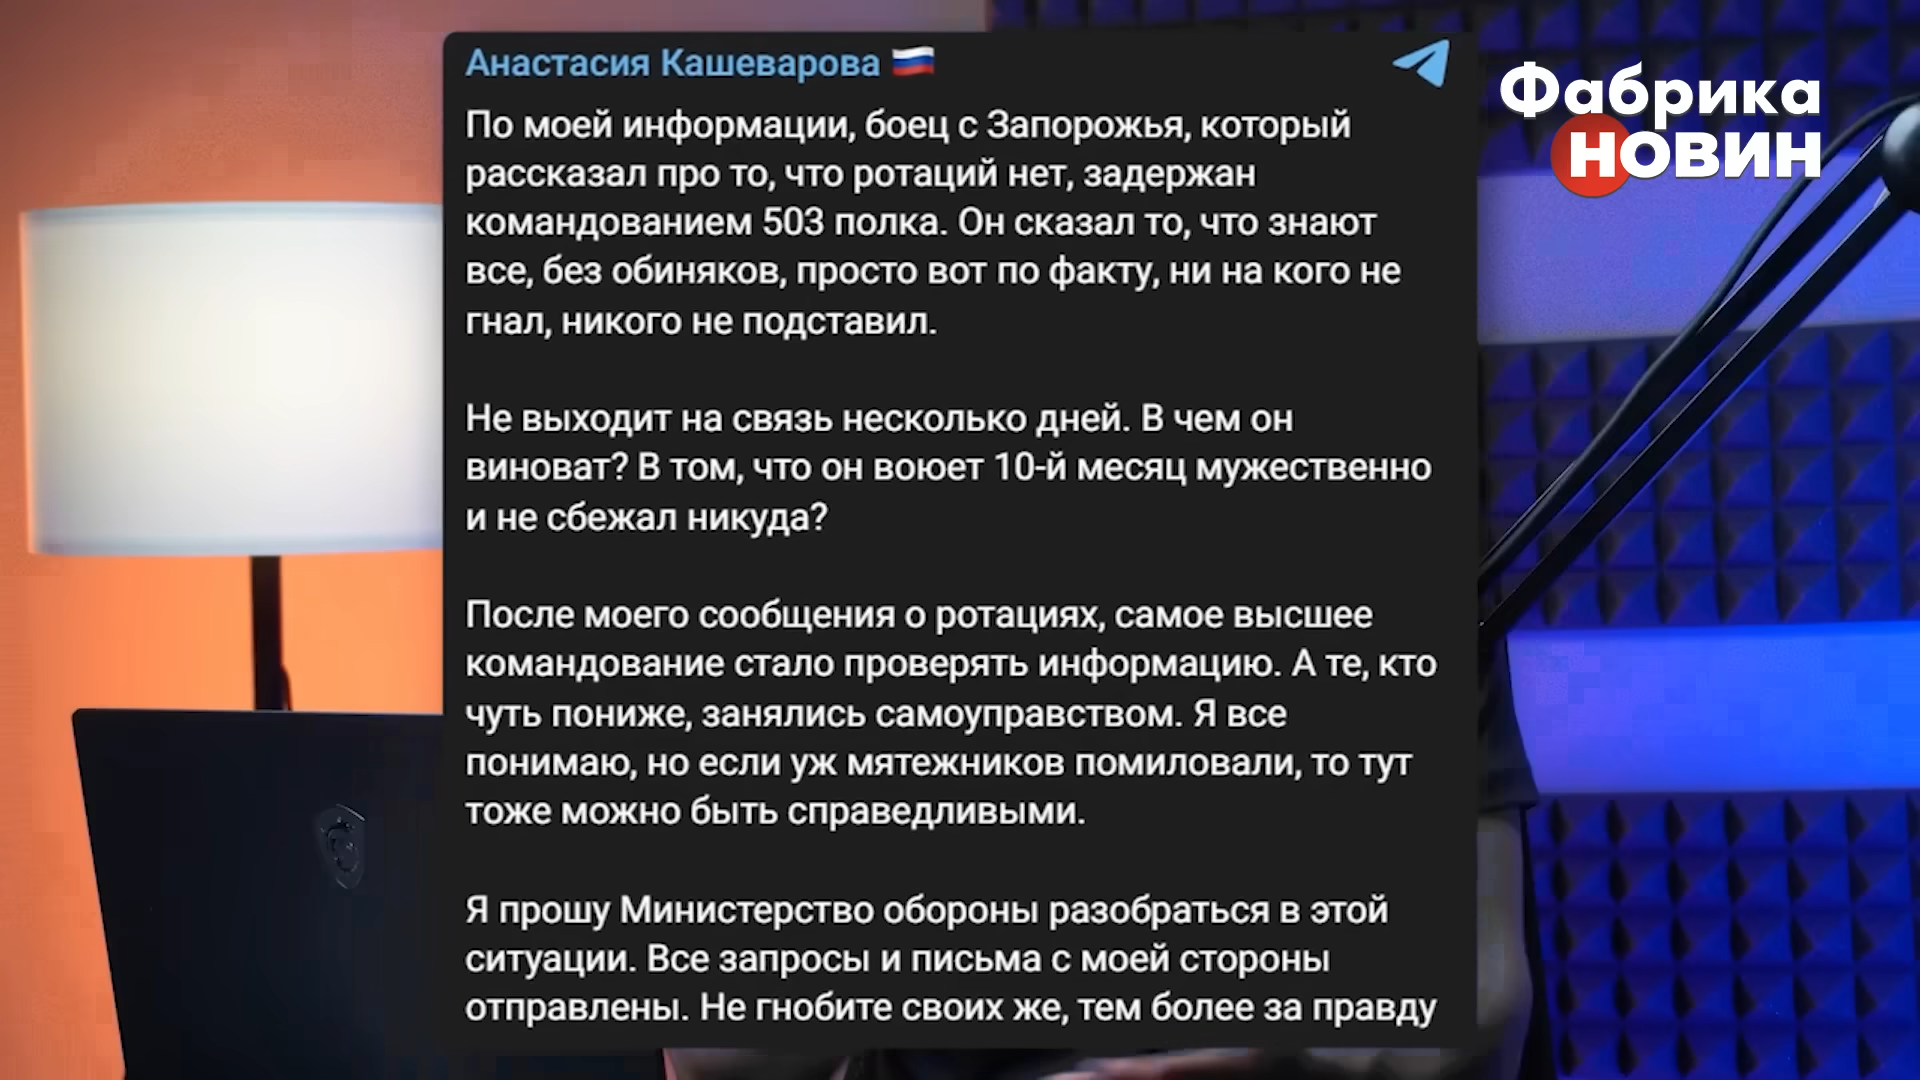 Анастасия Кашеварова
Фабрика
НОВИН
По моей информации, боец с Запорожья, который
рассказал про то, что ротаций нет, задержан
командованием 503 полка. Он сказал то, что знают
все, без обиняков, просто вот по факту, ни на кого не
гнал, никого не подставил.
Не выходит на связь несколько дней. В чем он
виноват? В том, что он воюет 10-й месяц мужественно
и не сбежал никуда?
После моего сообщения о ротациях, самое высшее
командование стало проверять информацию. А те, кто
чуть пониже, занялись самоуправством. Я все
понимаю, но если уж мятежников помиловали, то тут
тоже можно быть справедливыми.
Я прошу Министерство обороны разобраться в этой
ситуации. Все запросы и письма с моей стороны
отправлены. Не гнобите своих же, тем более за правду